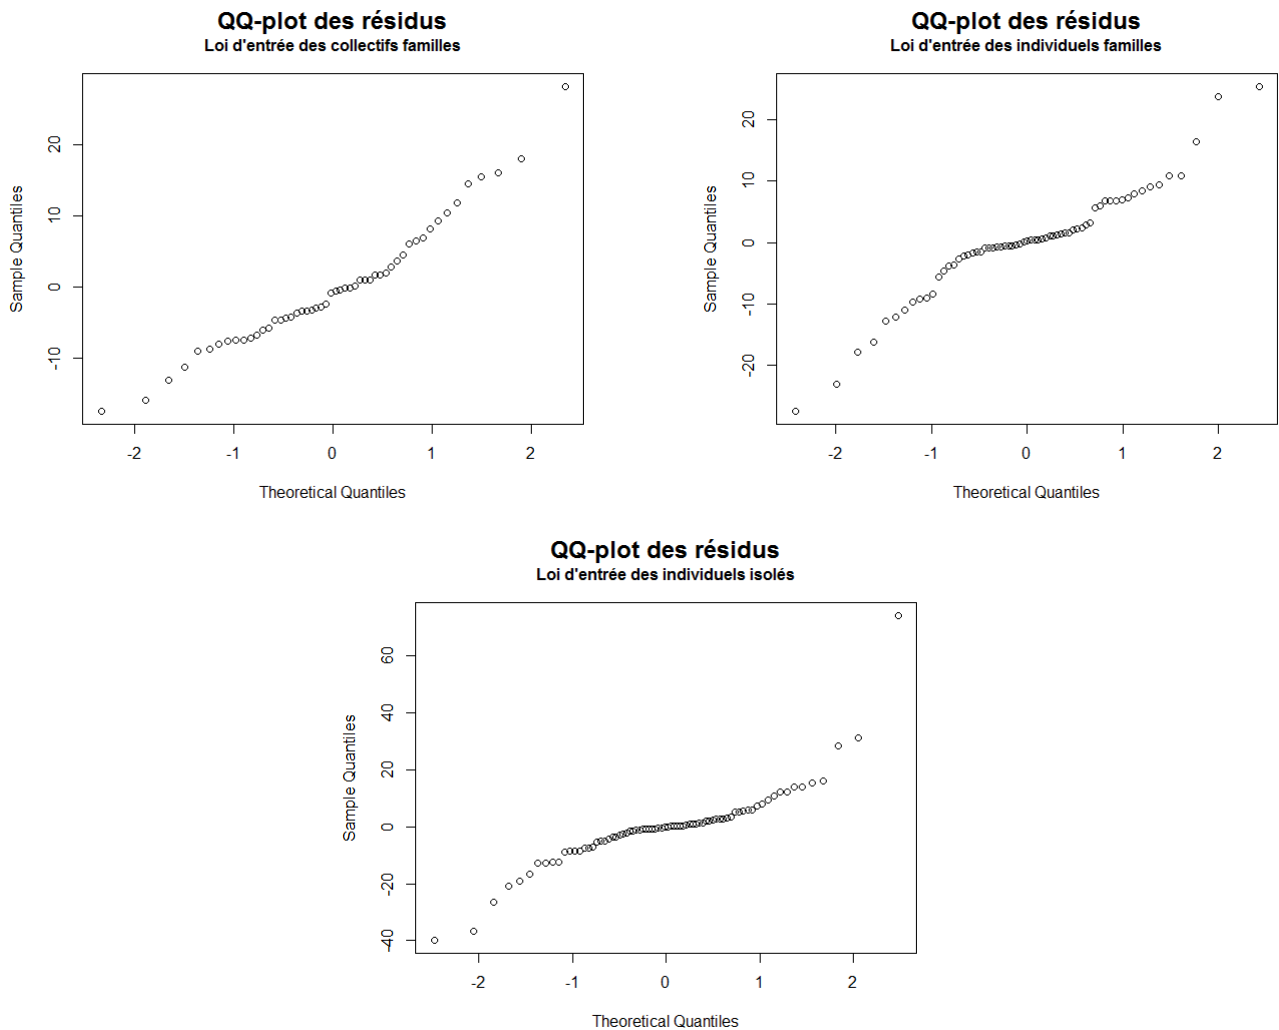 QQ-plot des résidus
Loi d'entrée des collectifs familles
Sample Quantiles
20
10
0
-10
-2 -1 0 1 2
Theoretical Quantiles
QQ-plot des résidus
Loi d'entrée des individuels familles
Sample Quantiles
20
10
0
-10
-20
-2 -1 0 1 2
Theoretical Quantiles
QQ-plot des résidus
Loi d'entrée des individuels isolés
Sample Quantiles
60
40
20
0
-20
-40
-2 -1 0 1 2
Theoretical Quantiles